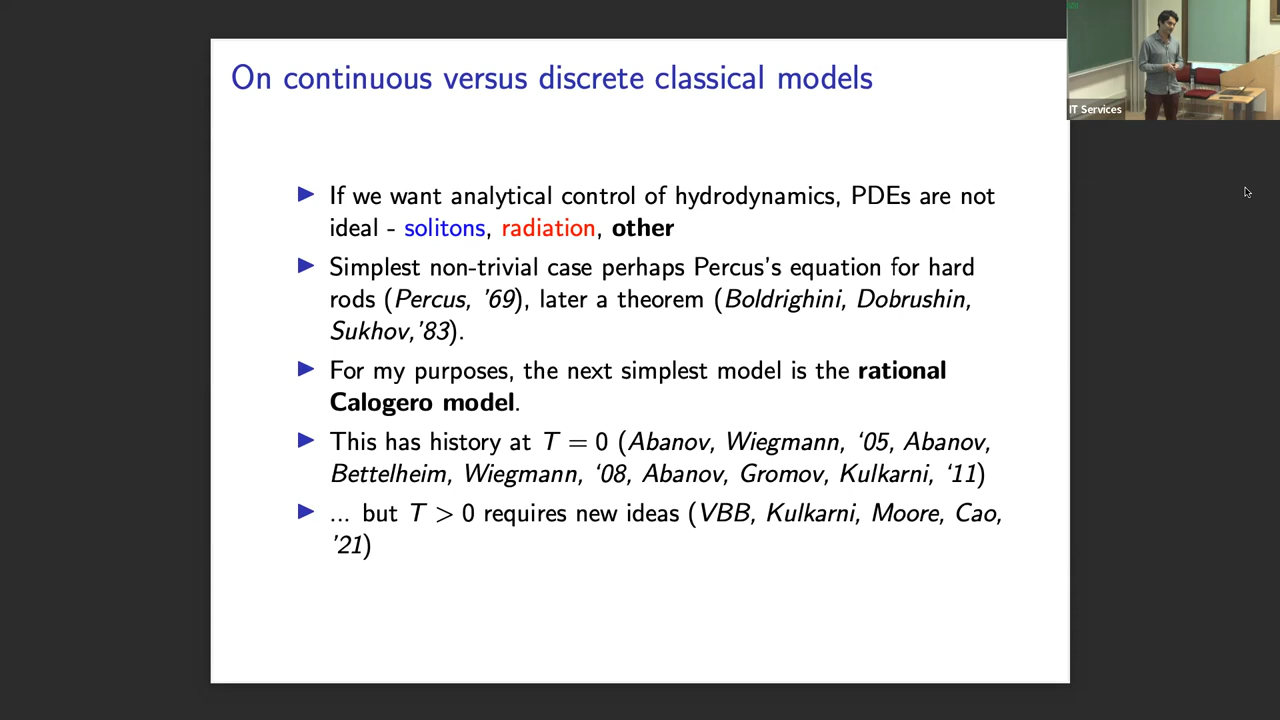 On continuous versus discrete classical models
IT Services
▶ If we want analytical control of hydrodynamics, PDEs are not
ideal - solitons, radiation, other
▶ Simplest non-trivial case perhaps Percus's equation for hard
rods (Percus, '69), later a theorem (Boldrighini, Dobrushin,
Sukhov,'83).
▶ For my purposes, the next simplest model is the rational
Calogero model.
▶ This has history at T = 0 (Abanov, Wiegmann, ‘05, Abanov,
Bettelheim, Wiegmann, ‘08, Abanov, Gromov, Kulkarni, ‘11)
▶ ... but T > 0 requires new ideas (VBB, Kulkarni, Moore, Cao,
'21)